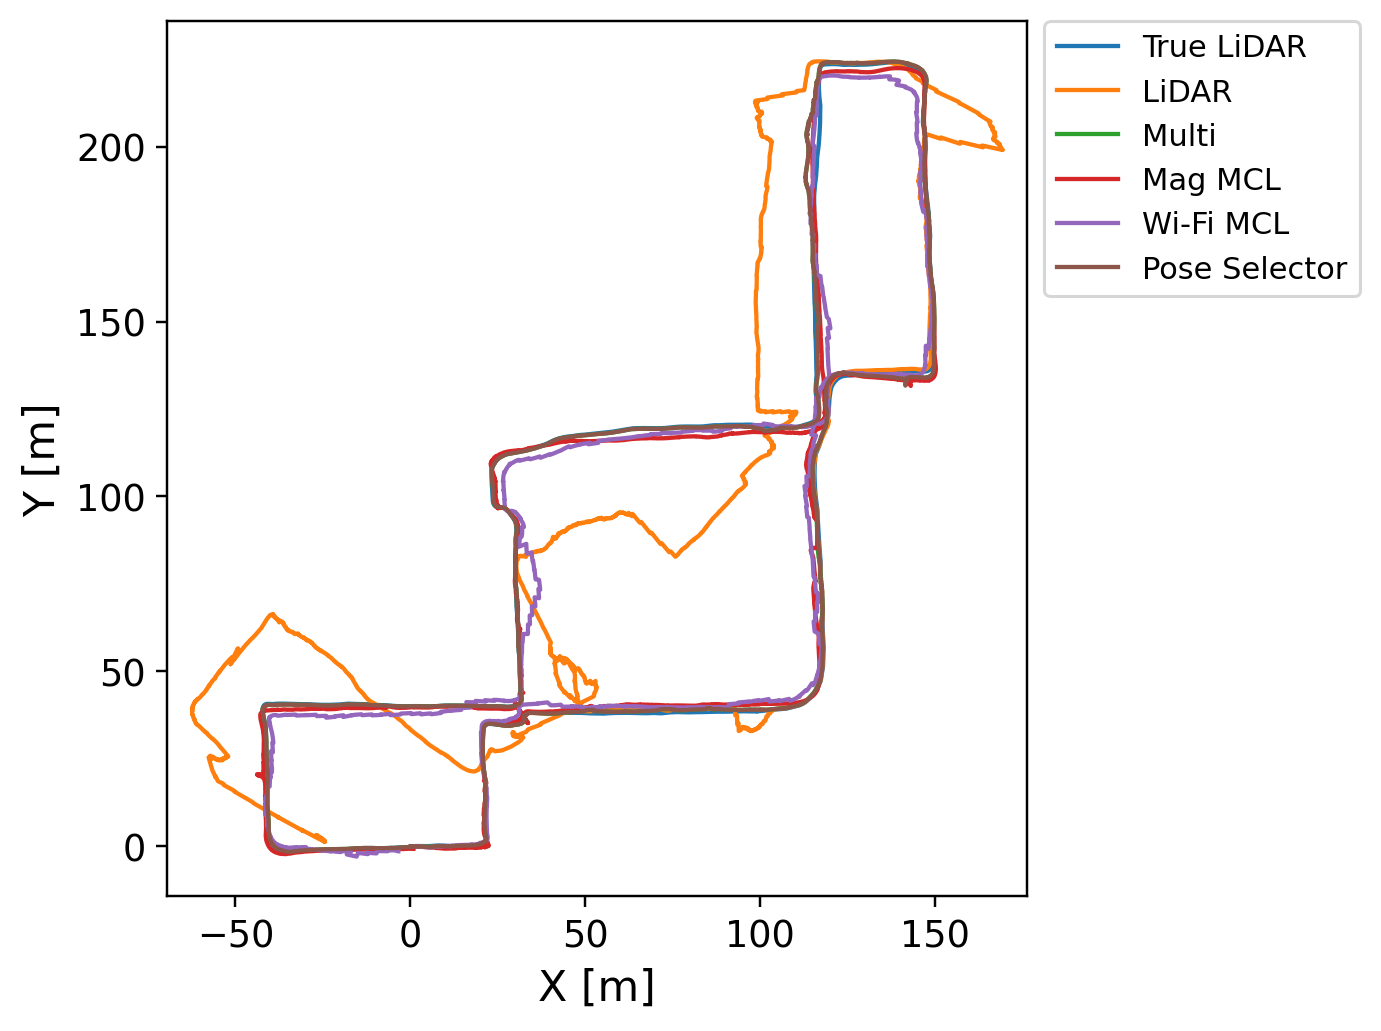 True LiDAR
LiDAR
Multi
Mag MCL
Wi-Fi MCL
Pose Selector
Y [m]
200
150
100
50
0
−50
0
50
100
150
X [m]